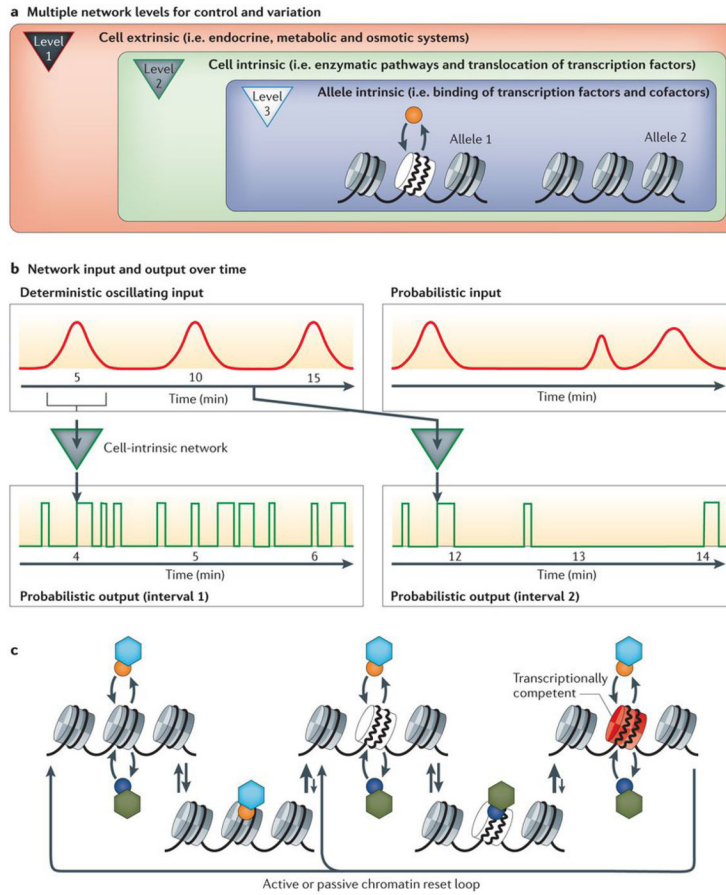 a Multiple network levels for control and variation
Level 1
Cell extrinsic (i.e. endocrine, metabolic and osmotic systems)
Level 2
Cell intrinsic (i.e. enzymatic pathways and translocation of transcription factors)
Level 3
Allele intrinsic (i.e. binding of transcription factors and cofactors)
Allele 1
Allele 2
b Network input and output over time
Deterministic oscillating input
5 10 15
Time (min)
Probabilistic input
Time (min)
Cell-intrinsic network
4 5 6
Time (min)
Probabilistic output (interval 1)
12 13 14
Time (min)
Probabilistic output (interval 2)
c
Transcriptionally
competent
Active or passive chromatin reset loop